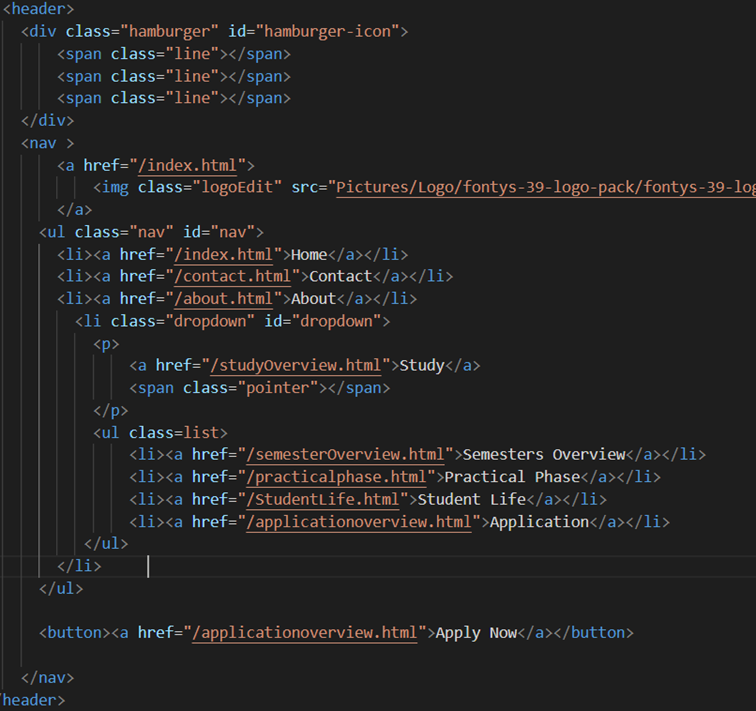 <header>
<div class="hamburger" id="hamburger-icon">
<span class="line"></span>
<span class="line"></span>
<span class="line"></span>
</div>
<nav >
<a href="/index.html">
<img class="logoEdit" src="Pictures/Logo/fontys-39-logo-pack/fontys-39-log
</a>
<ul class="nav" id="nav">
<li><a href="/index.html">Home</a></li>
<li><a href="/contact.html">Contact</a></li>
<li><a href="/about.html">About</a></li>
<li class="dropdown" id="dropdown">
<p>
<a href="/studyOverview.html">Study</a>
<span class="pointer"></span>
</p>
<ul class=list>
<li><a href="/semesterOverview.html">Semesters Overview</a></li>
<li><a href="/practicalphase.html">Practical Phase</a></li>
<li><a href="/StudentLife.html">Student Life</a></li>
<li><a href="/applicationoverview.html">Application</a></li>
</ul>
</li>
</ul>
<button><a href="/applicationoverview.html">Apply Now</a></button>
</nav>
/header>